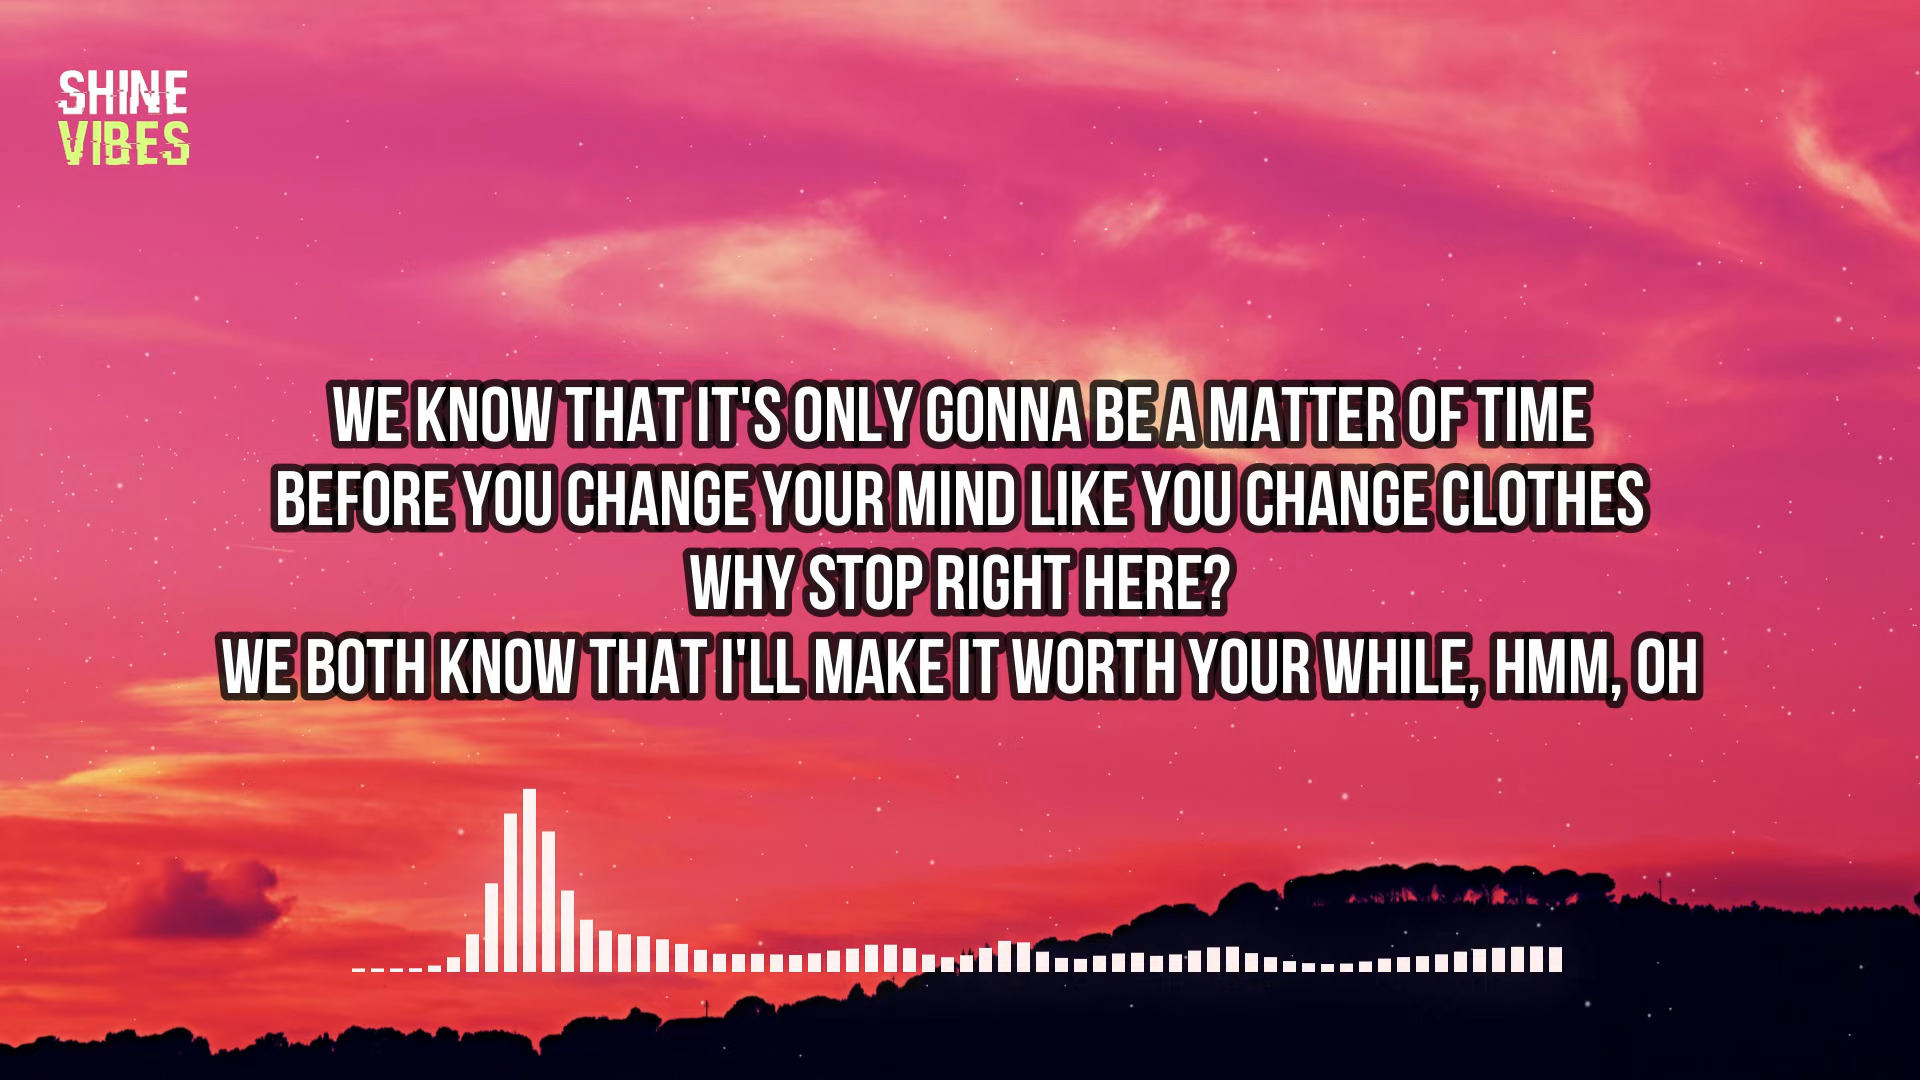 SHINE
VIBES
WE KNOW THAT IT'S ONLY GONNA BE A MATTER OF TIME
BEFORE YOU CHANGE YOUR MIND LIKE YOU CHANGE CLOTHES
WHY STOP RIGHT HERE?
WE BOTH KNOW THAT I'LL MAKE IT WORTH YOUR WHILE, HMM, OH